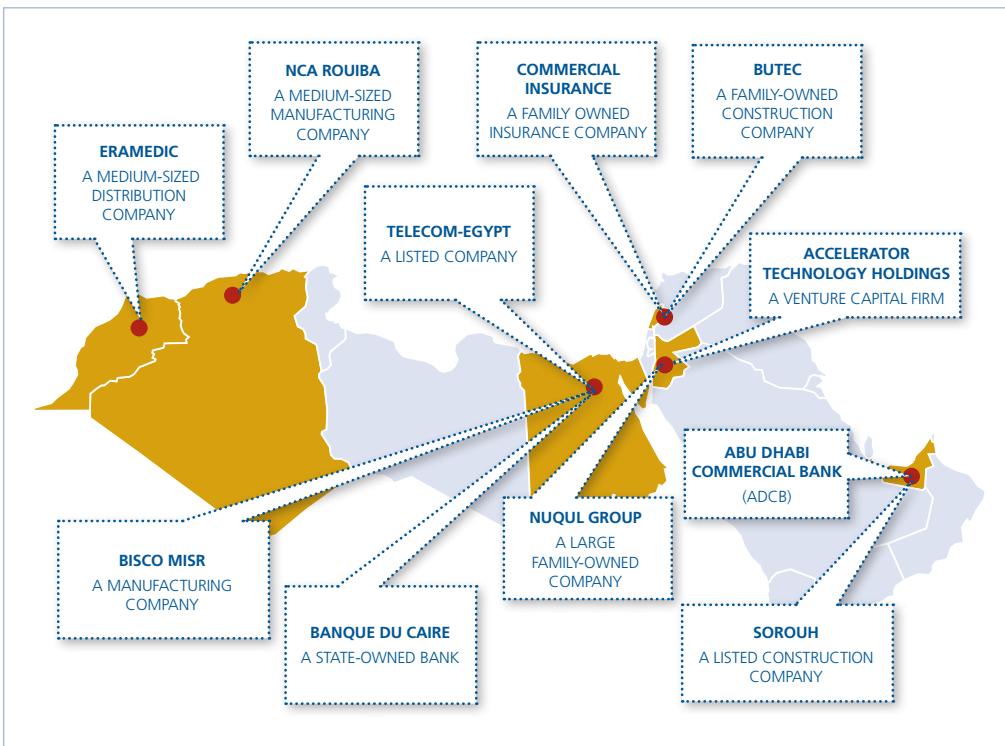 NCA ROUIBA
A MEDIUM-SIZED
MANUFACTURING
COMPANY
COMMERCIAL
INSURANCE
A FAMILY OWNED
INSURANCE COMPANY
BUTEC
A FAMILY-OWNED
CONSTRUCTION
COMPANY
ERAMEDIC
A MEDIUM-SIZED
DISTRIBUTION
COMPANY
TELECOM-EGYPT
A LISTED COMPANY
ACCELERATOR
TECHNOLOGY HOLDINGS
A VENTURE CAPITAL FIRM
ABU DHABI
COMMERCIAL BANK
(ADCB)
BISCO MISR
A MANUFACTURING
COMPANY
NUQUL GROUP
A LARGE
FAMILY-OWNED
COMPANY
BANQUE DU CAIRE
A STATE-OWNED BANK
SOROUH
A LISTED CONSTRUCTION
COMPANY